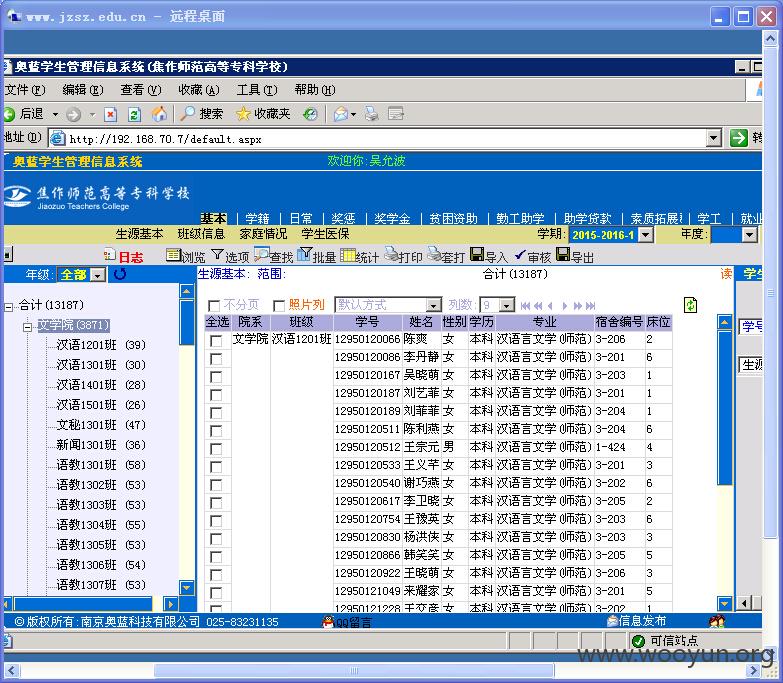 www.jzsz.edu.cn - 远程桌面
奥蓝学生管理信息系统(焦作师范高等专科学校)
文件(F) 编辑(E) 查看(V) 收藏(A) 工具(T) 帮助(H)
后退 搜索 收藏夹
地址(D) http://192.168.70.7/default.aspx 转
奥蓝学生管理信息系统 欢迎你:吴允波
焦作师范高等专科学校
Jiaozuo Teachers College
基本 | 学籍 | 日常 | 奖惩 | 奖学金 | 贫困资助 | 勤工助学 | 助学贷款 | 素质拓展 | 学工 | 就业
生源基本 班级信息 家庭情况 学生医保 学期: 2015-2016-1 年度:
日志 浏览 选项 查找 批量 统计 打印 套打 导入 审核 导出
年级: 全部 生源基本: 范围: 合计(13187) 读 学生
不分页 照片列 默认方式 列数: 9
合计(13187)
文学院(3871)
汉语1201班 (39)
汉语1301班 (30)
汉语1401班 (28)
汉语1501班 (26)
文秘1301班 (47)
新闻1301班 (36)
语教1301班 (58)
语教1302班 (53)
语教1303班 (53)
语教1304班 (55)
语教1305班 (53)
语教1306班 (54)
语教1307班 (53)
全选 院系 班级 学号 姓名 性别 学历 专业 宿舍编号 床位
文学院 汉语1201班 12950120066 陈爽 女 本科 汉语言文学(师范) 3-206 2
12950120086 李丹静 女 本科 汉语言文学(师范) 3-201 6
12950120167 吴晓萌 女 本科 汉语言文学(师范) 3-203 1
12950120187 刘艺菲 女 本科 汉语言文学(师范) 3-201 1
12950120189 刘菲菲 女 本科 汉语言文学(师范) 3-204 1
12950120511 陈利燕 女 本科 汉语言文学(师范) 3-204 6
12950120512 王宗元 男 本科 汉语言文学(师范) 1-424 4
12950120533 王义芊 女 本科 汉语言文学(师范) 3-201 3
12950120540 谢巧燕 女 本科 汉语言文学(师范) 3-202 6
12950120617 李卫晓 女 本科 汉语言文学(师范) 3-205 2
12950120754 王豫英 女 本科 汉语言文学(师范) 3-203 6
12950120830 杨洪侠 女 本科 汉语言文学(师范) 3-203 3
12950120866 韩笑笑 女 本科 汉语言文学(师范) 3-205 5
12950120922 王晓萌 女 本科 汉语言文学(师范) 3-206 3
12950121049 来耀家 女 本科 汉语言文学(师范) 3-201 5
12950121228 女 本科 汉语言文学(师范) 3-202 1
学号
生源
©版权所有:南京奥蓝科技有限公司 025-83231135 QQ留言 信息发布
可信站点
www.wooyun.org